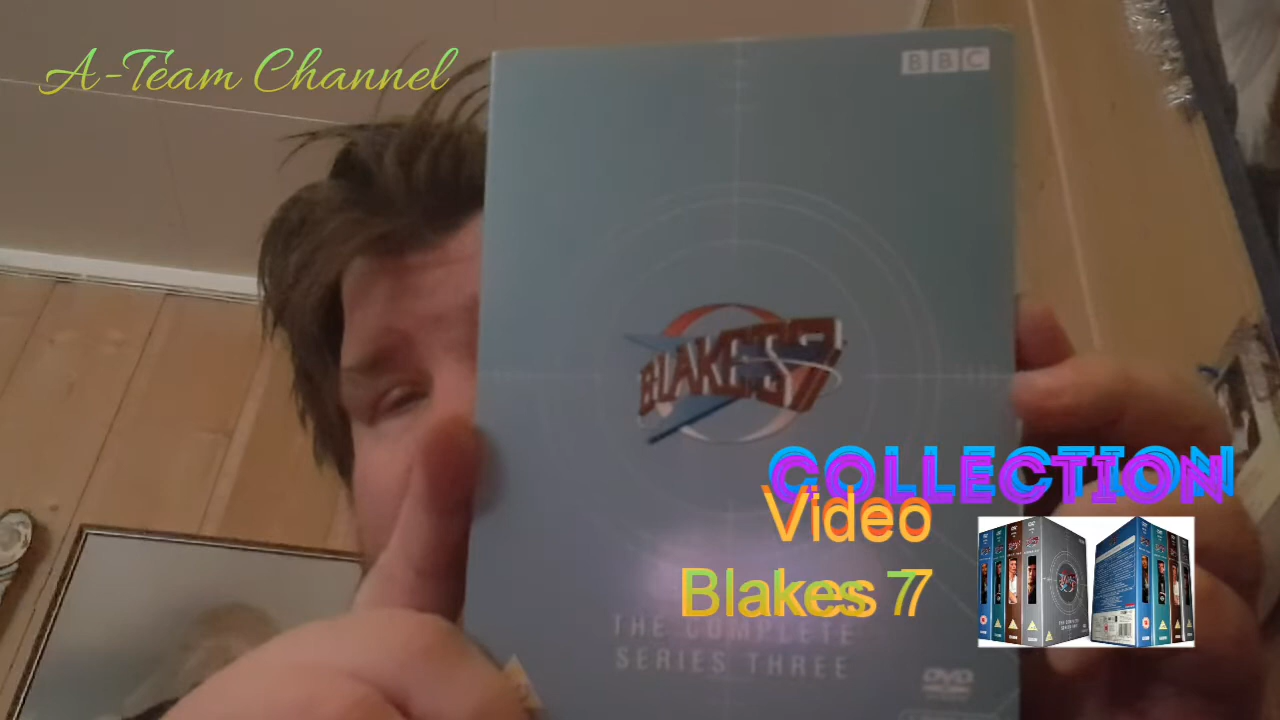 A-Team Channel
BBC
BLAKES 7
COLLECTION
Video
Blakes 7
THE COMPLETE
SERIES THREE
DVD